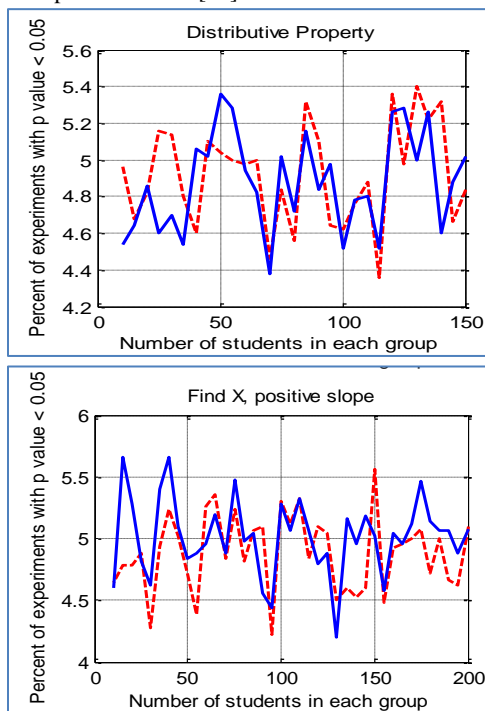 Distributive Property
Percent of experiments with p value < 0.05
5.6
5.4
5.2
5
4.8
4.6
4.4
4.2
0 50 100 150
Number of students in each group
Find X, positive slope
Percent of experiments with p value < 0.05
6
5.5
5
4.5
4
0 50 100 150 200
Number of students in each group